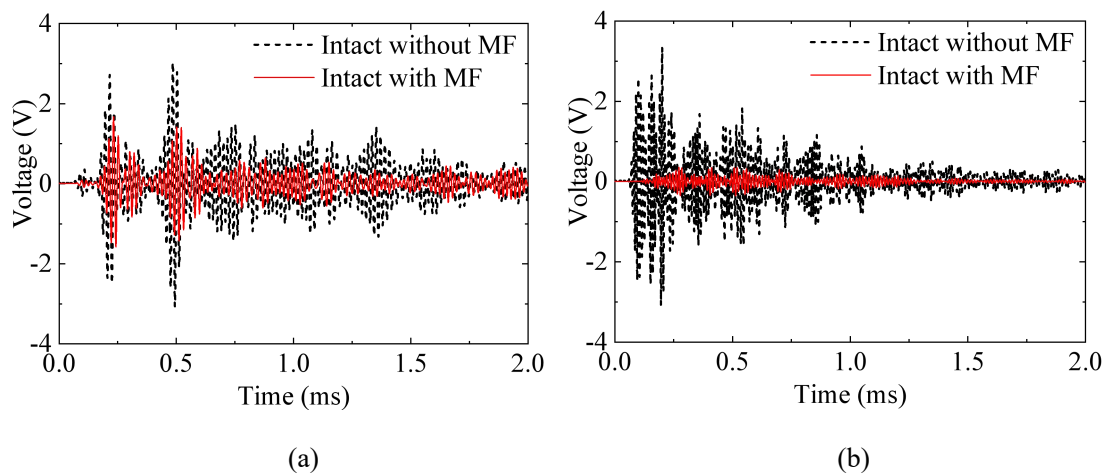 4
2
0
-2
-4
Voltage (V)
Intact without MF
Intact with MF
0.0 0.5 1.0 1.5 2.0
Time (ms)
(a)
4
2
0
-2
-4
Voltage (V)
Intact without MF
Intact with MF
0.0 0.5 1.0 1.5 2.0
Time (ms)
(b)